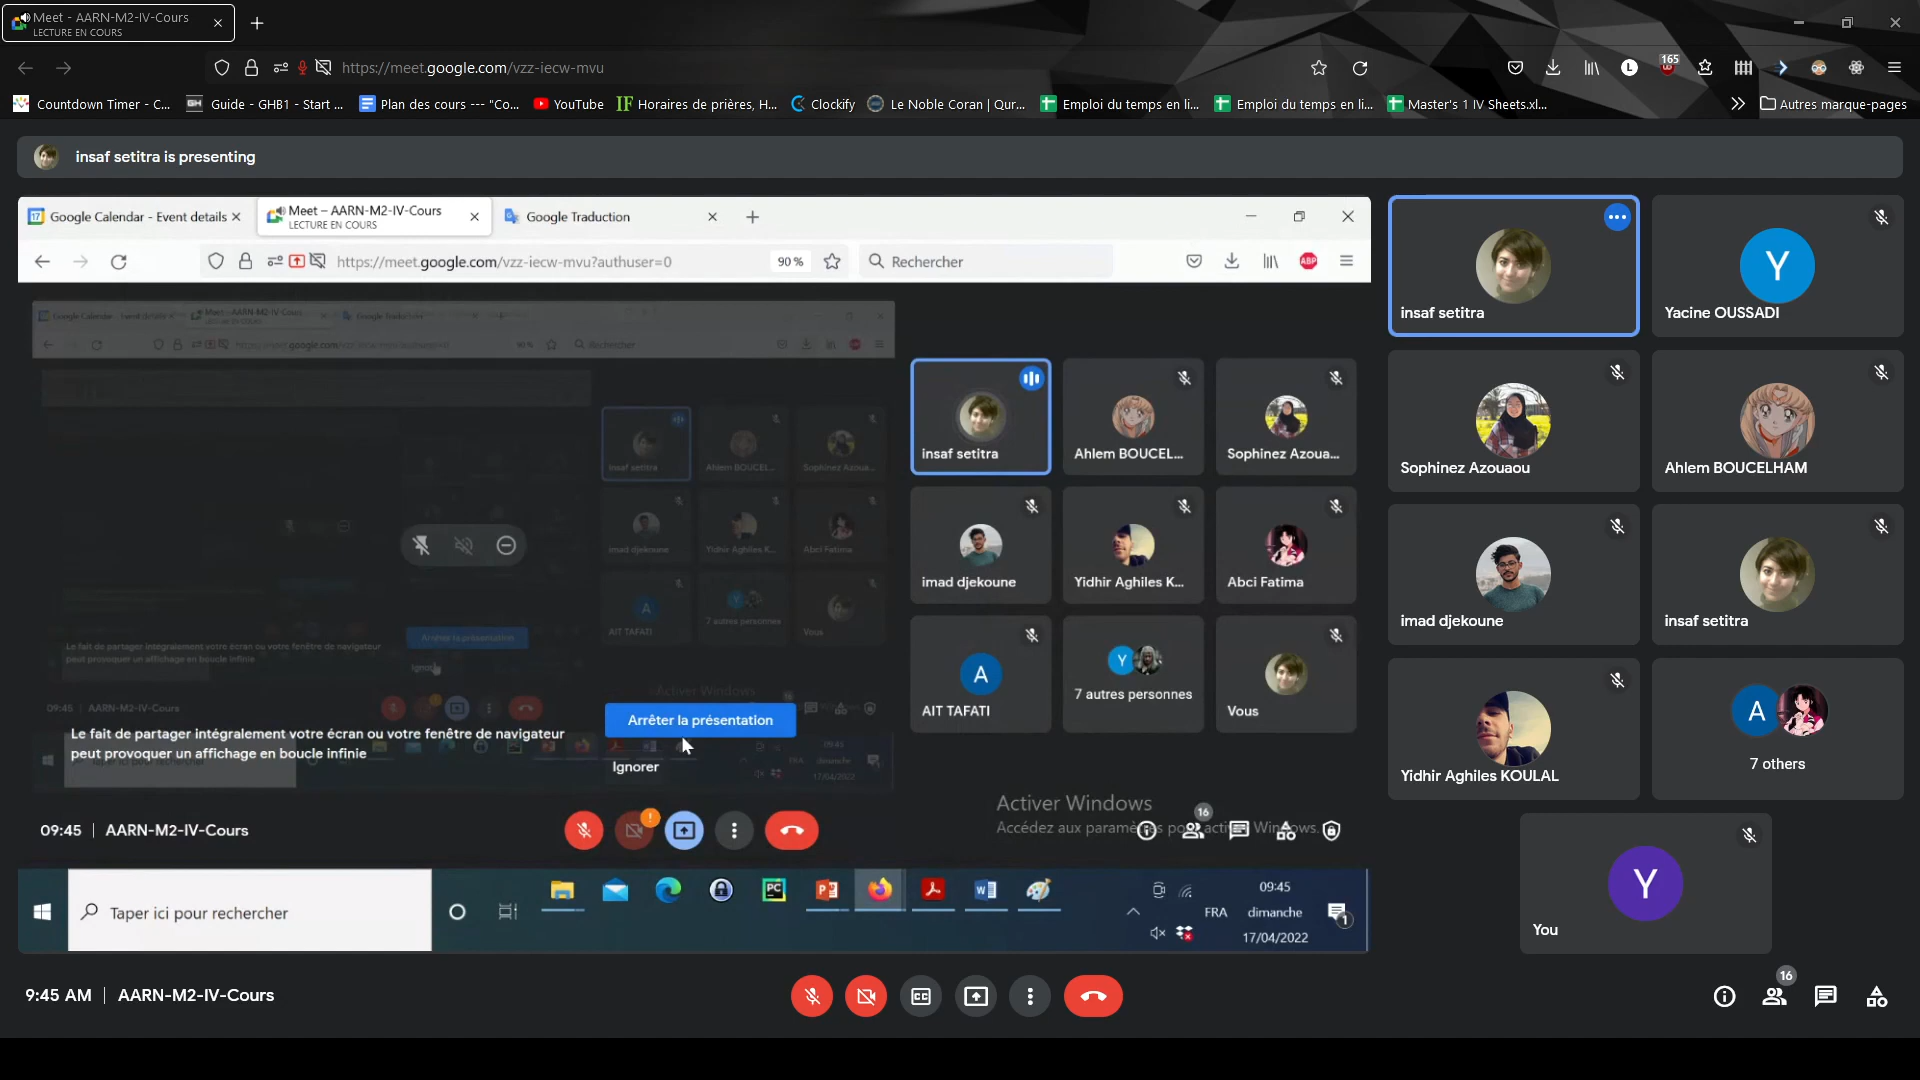 Meet - AARN-M2-IV-Cours
LECTURE EN COURS
https://meet.google.com/vzz-iecw-mvu
165
Countdown Timer - C...
Guide - GHB1 - Start ...
Plan des cours --- "Co...
YouTube
Horaires de prières, H...
Clockify
Le Noble Coran | Qur...
Emploi du temps en li...
Emploi du temps en li...
Master's 1 IV Sheets.xl...
Autres marque-pages
insaf setitra is presenting
Google Calendar - Event details
Meet – AARN-M2-IV-Cours
LECTURE EN COURS
Google Traduction
https://meet.google.com/vzz-iecw-mvu?authuser=0
90 %
Rechercher
ABP
insaf setitra
Ahlem BOUCEL...
Sophinez Azoua...
imad djekoune
Yidhir Aghiles K...
Abci Fatima
A
AIT TAFATI
Y
7 autres personnes
Vous
Arrêter la présentation
Le fait de partager intégralement votre écran ou votre fenêtre de navigateur
peut provoquer un affichage en boucle infinie
Ignorer
Activer Windows
09:45 | AARN-M2-IV-Cours
16
Taper ici pour rechercher
FRA
09:45
dimanche
17/04/2022
1
insaf setitra
Y
Yacine OUSSADI
Sophinez Azouaou
Ahlem BOUCELHAM
imad djekoune
insaf setitra
Yidhir Aghiles KOULAL
A
7 others
Y
You
9:45 AM | AARN-M2-IV-Cours
16